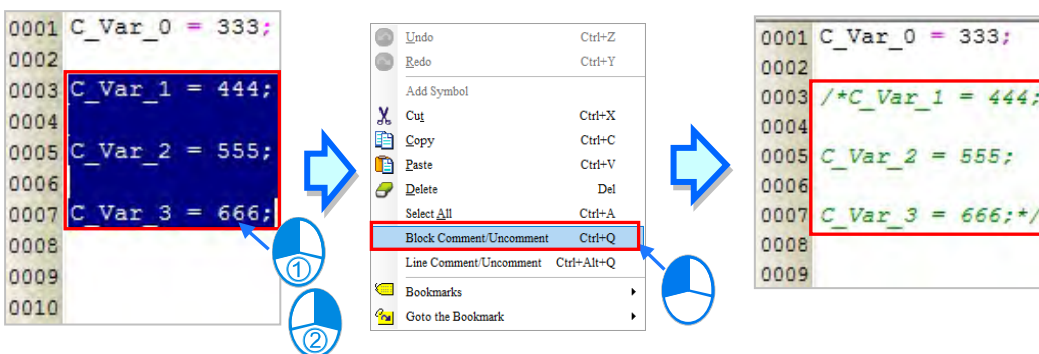 0001 C_Var_0 = 333;
0002
0003 C_Var_1 = 444;
0004
0005 C_Var_2 = 555;
0006
0007 C_Var_3 = 666;
0008
0009
0010
①
②
Undo Ctrl+Z
Redo Ctrl+Y
Add Symbol
Cut Ctrl+X
Copy Ctrl+C
Paste Ctrl+V
Delete Del
Select All Ctrl+A
Block Comment/Uncomment Ctrl+Q
Line Comment/Uncomment Ctrl+Alt+Q
Bookmarks
Goto the Bookmark
0001 C_Var_0 = 333;
0002
0003 /*C_Var_1 = 444;
0004
0005 C_Var_2 = 555;
0006
0007 C_Var_3 = 666;*/
0008
0009